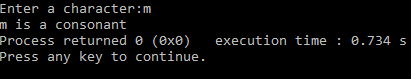 Enter a character:m
m is a consonant
Process returned 0 (0x0)   execution time : 0.734 s
Press any key to continue.